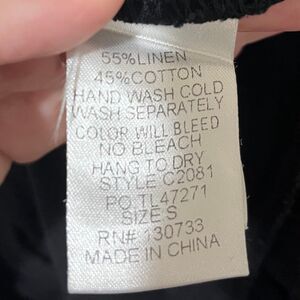 55%LINEN
45%COTTON
HAND WASH COLD
WASH SEPARATELY
COLOR WILL BLEED
NO BLEACH
HANG TO DRY
STYLE C2081
PO TL47271
SIZE S
RN# 130733
MADE IN CHINA